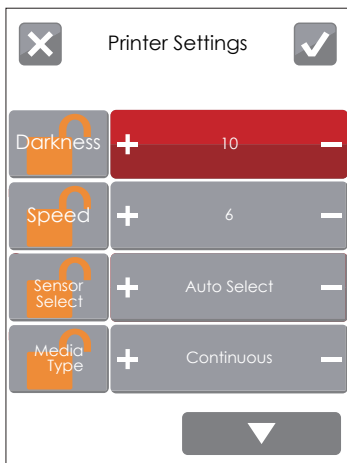 Printer Settings
Darkness + 10 −
Speed + 6 −
Sensor
Select + Auto Select −
Media
Type + Continuous −